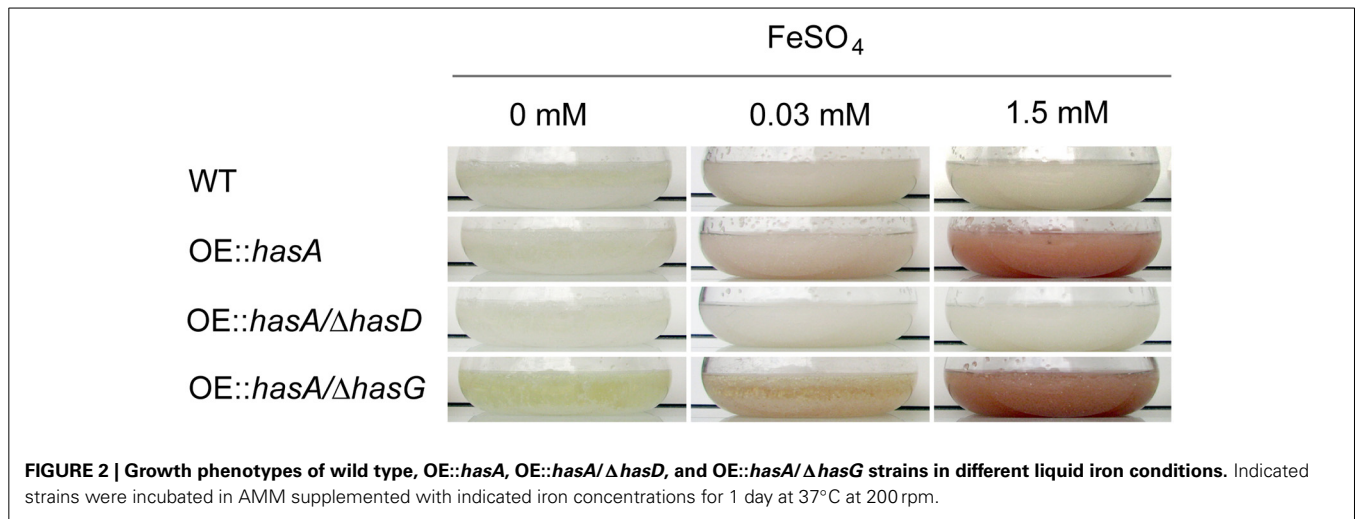 FeSO₄
0 mM 0.03 mM 1.5 mM
WT
OE::hasA
OE::hasA/ΔhasD
OE::hasA/ΔhasG
FIGURE 2 | Growth phenotypes of wild type, OE::hasA, OE::hasA/ΔhasD, and OE::hasA/ΔhasG strains in different liquid iron conditions. Indicated
strains were incubated in AMM supplemented with indicated iron concentrations for 1 day at 37°C at 200 rpm.